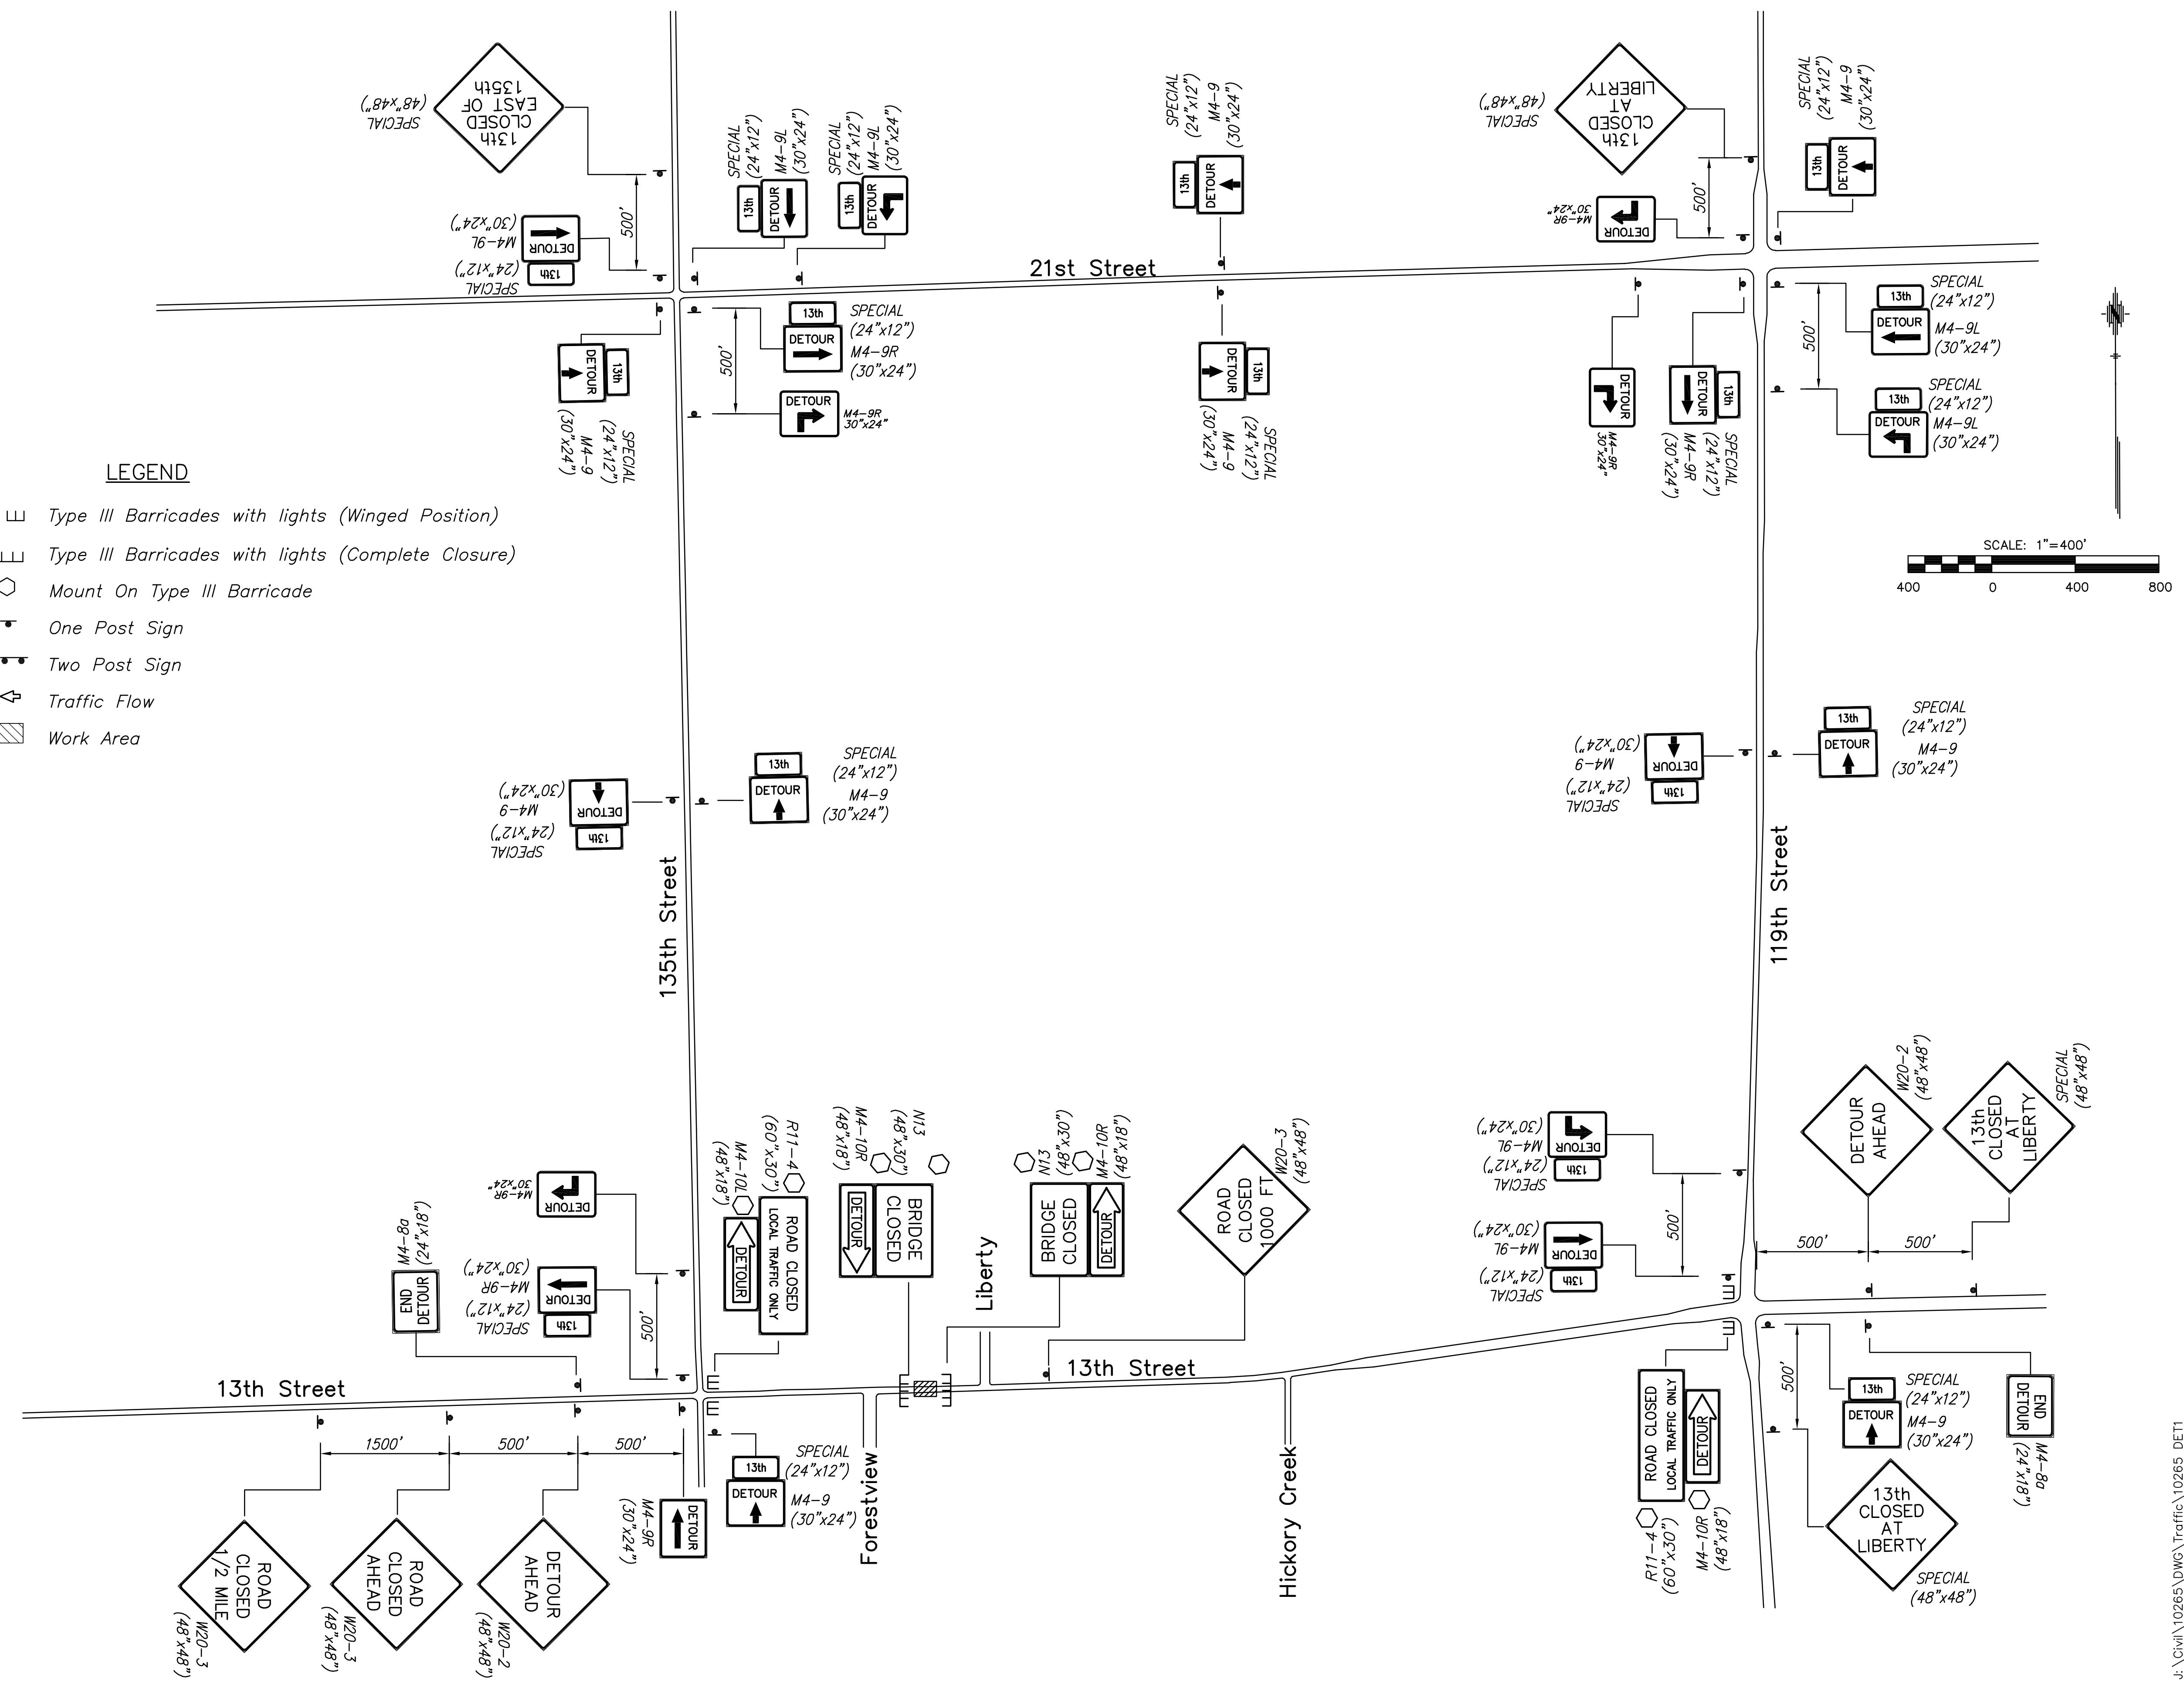 13th
CLOSED
EAST OF
135th
SPECIAL
(48"x48")
DETOUR
13th
M4-9L
(30"x24")
SPECIAL
(24"x12")
500'
SPECIAL
(24"x12")
M4-9L
(30"x24")
13th
DETOUR
SPECIAL
(24"x12")
M4-9L
(30"x24")
13th
DETOUR
SPECIAL
(24"x12")
M4-9
(30"x24")
13th
DETOUR
13th
CLOSED
AT
LIBERTY
SPECIAL
(48"x48")
DETOUR
M4-9R
30"x24"
500'
SPECIAL
(24"x12")
M4-9
(30"x24")
13th
DETOUR
21st Street
13th
DETOUR
SPECIAL
(24"x12")
M4-9R
(30"x24")
500'
DETOUR
M4-9R
30"x24"
DETOUR
13th
SPECIAL
(24"x12")
M4-9
(30"x24")
DETOUR
13th
SPECIAL
(24"x12")
M4-9
(30"x24")
DETOUR
M4-9R
30"x24"
DETOUR
13th
SPECIAL
(24"x12")
M4-9R
(30"x24")
500'
13th
DETOUR
SPECIAL
(24"x12")
M4-9L
(30"x24")
13th
DETOUR
SPECIAL
(24"x12")
M4-9L
(30"x24")
LEGEND
Type III Barricades with lights (Winged Position)
Type III Barricades with lights (Complete Closure)
Mount On Type III Barricade
One Post Sign
Two Post Sign
Traffic Flow
Work Area
SCALE: 1"=400'
400 0 400 800
DETOUR
13th
M4-9
(30"x24")
SPECIAL
(24"x12")
13th
DETOUR
SPECIAL
(24"x12")
M4-9
(30"x24")
DETOUR
13th
M4-9
(30"x24")
SPECIAL
(24"x12")
13th
DETOUR
SPECIAL
(24"x12")
M4-9
(30"x24")
135th Street
119th Street
DETOUR
M4-9R
30"x24"
M4-8a
(24"x18")
END
DETOUR
DETOUR
13th
M4-9R
(30"x24")
SPECIAL
(24"x12")
500'
M4-10L
(48"x18")
R11-4
(60"x30")
DETOUR
ROAD CLOSED
LOCAL TRAFFIC ONLY
M4-10R
(48"x18")
N13
(48"x30")
DETOUR
BRIDGE
CLOSED
N13
(48"x30")
M4-10R
(48"x18")
BRIDGE
CLOSED
DETOUR
Liberty
W20-3
(48"x48")
ROAD
CLOSED
1000 FT
DETOUR
13th
M4-9L
(30"x24")
SPECIAL
(24"x12")
500'
DETOUR
13th
M4-9L
(30"x24")
SPECIAL
(24"x12")
W20-2
(48"x48")
DETOUR
AHEAD
SPECIAL
(48"x48")
13th
CLOSED
AT
LIBERTY
500'
500'
13th Street
13th Street
1500'
500'
500'
ROAD
CLOSED
1/2 MILE
W20-3
(48"x48")
ROAD
CLOSED
AHEAD
W20-3
(48"x48")
DETOUR
AHEAD
W20-2
(48"x48")
DETOUR
M4-9R
(30"x24")
13th
DETOUR
SPECIAL
(24"x12")
M4-9
(30"x24")
Forestview
Hickory Creek
ROAD CLOSED
LOCAL TRAFFIC ONLY
DETOUR
R11-4
(60"x30")
M4-10R
(48"x18")
500'
13th
DETOUR
SPECIAL
(24"x12")
M4-9
(30"x24")
13th
CLOSED
AT
LIBERTY
SPECIAL
(48"x48")
END
DETOUR
M4-8a
(24"x18")
J:\Civil\10265\DWG\Traffic\10265 DET1